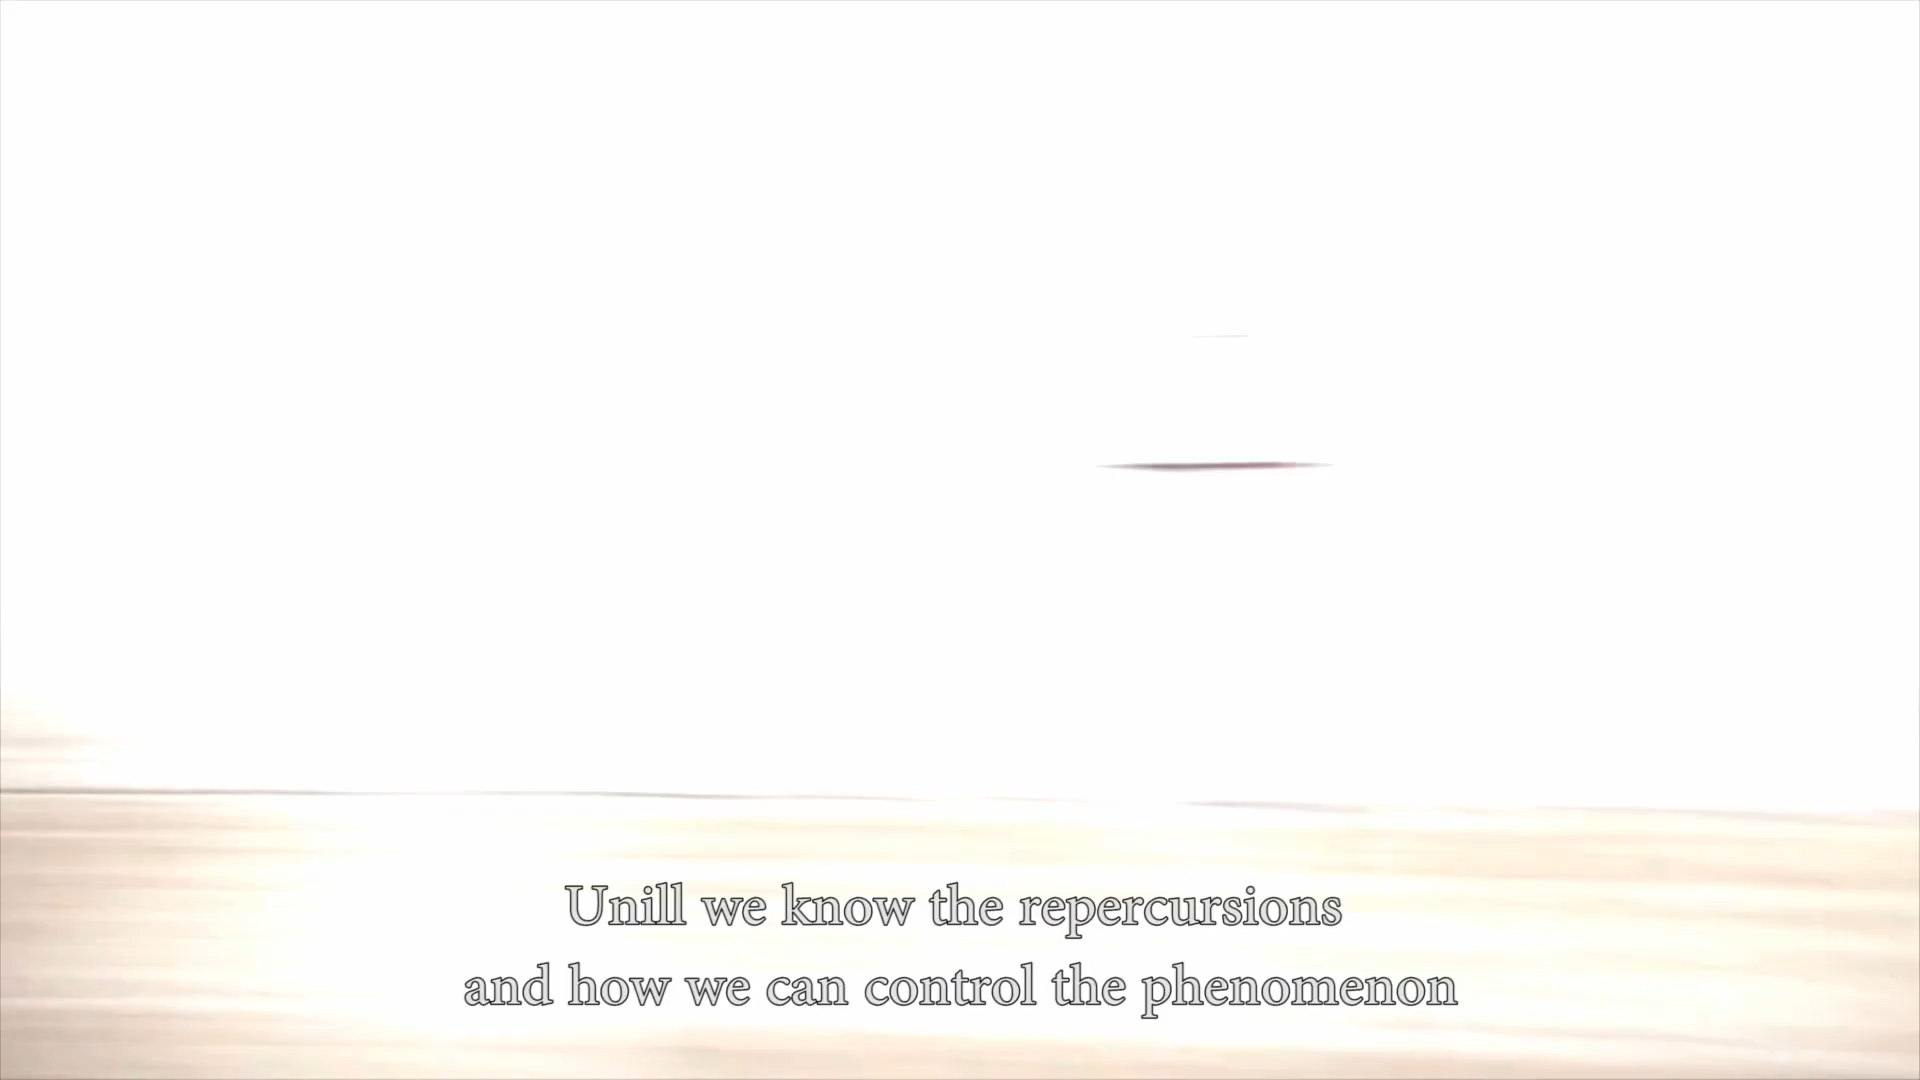 Unill we know the repercursions
and how we can control the phenomenon